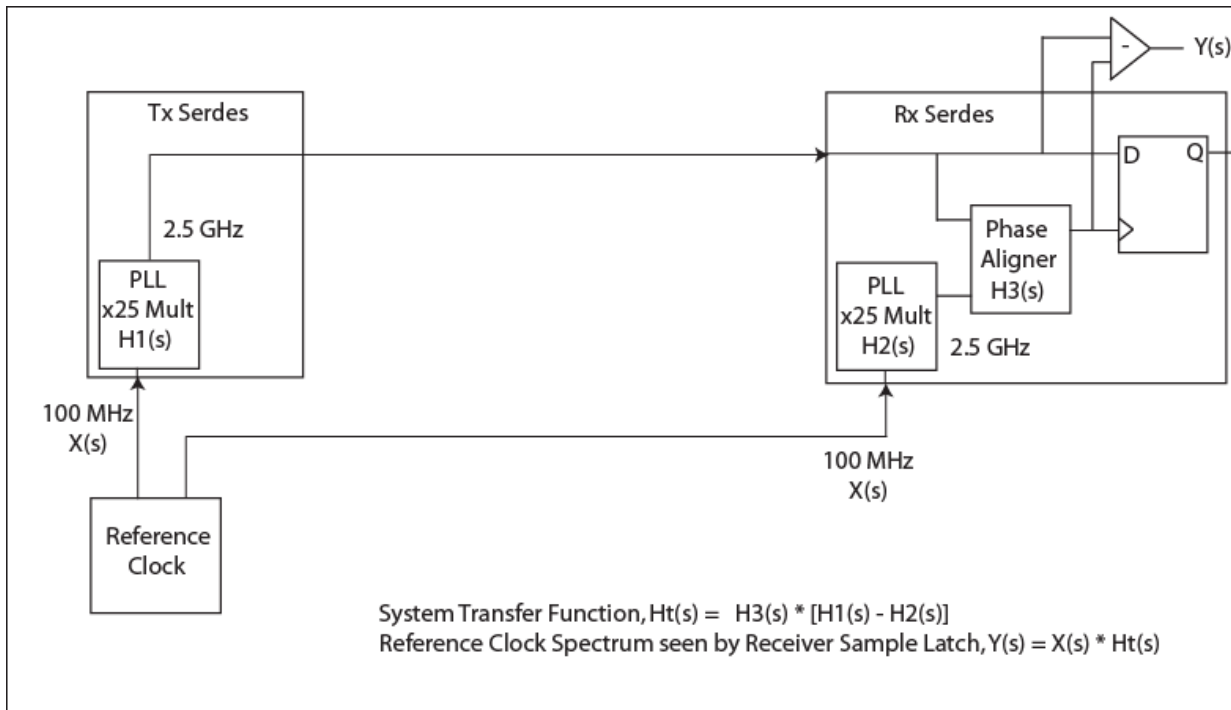 Tx Serdes
2.5 GHz
PLL
x25 Mult
H1(s)
100 MHz
X(s)
Reference
Clock
- Y(s)
Rx Serdes
D Q
Phase
Aligner
H3(s)
PLL
x25 Mult
H2(s)
2.5 GHz
100 MHz
X(s)
System Transfer Function, Ht(s) = H3(s) * [H1(s) - H2(s)]
Reference Clock Spectrum seen by Receiver Sample Latch, Y(s) = X(s) * Ht(s)